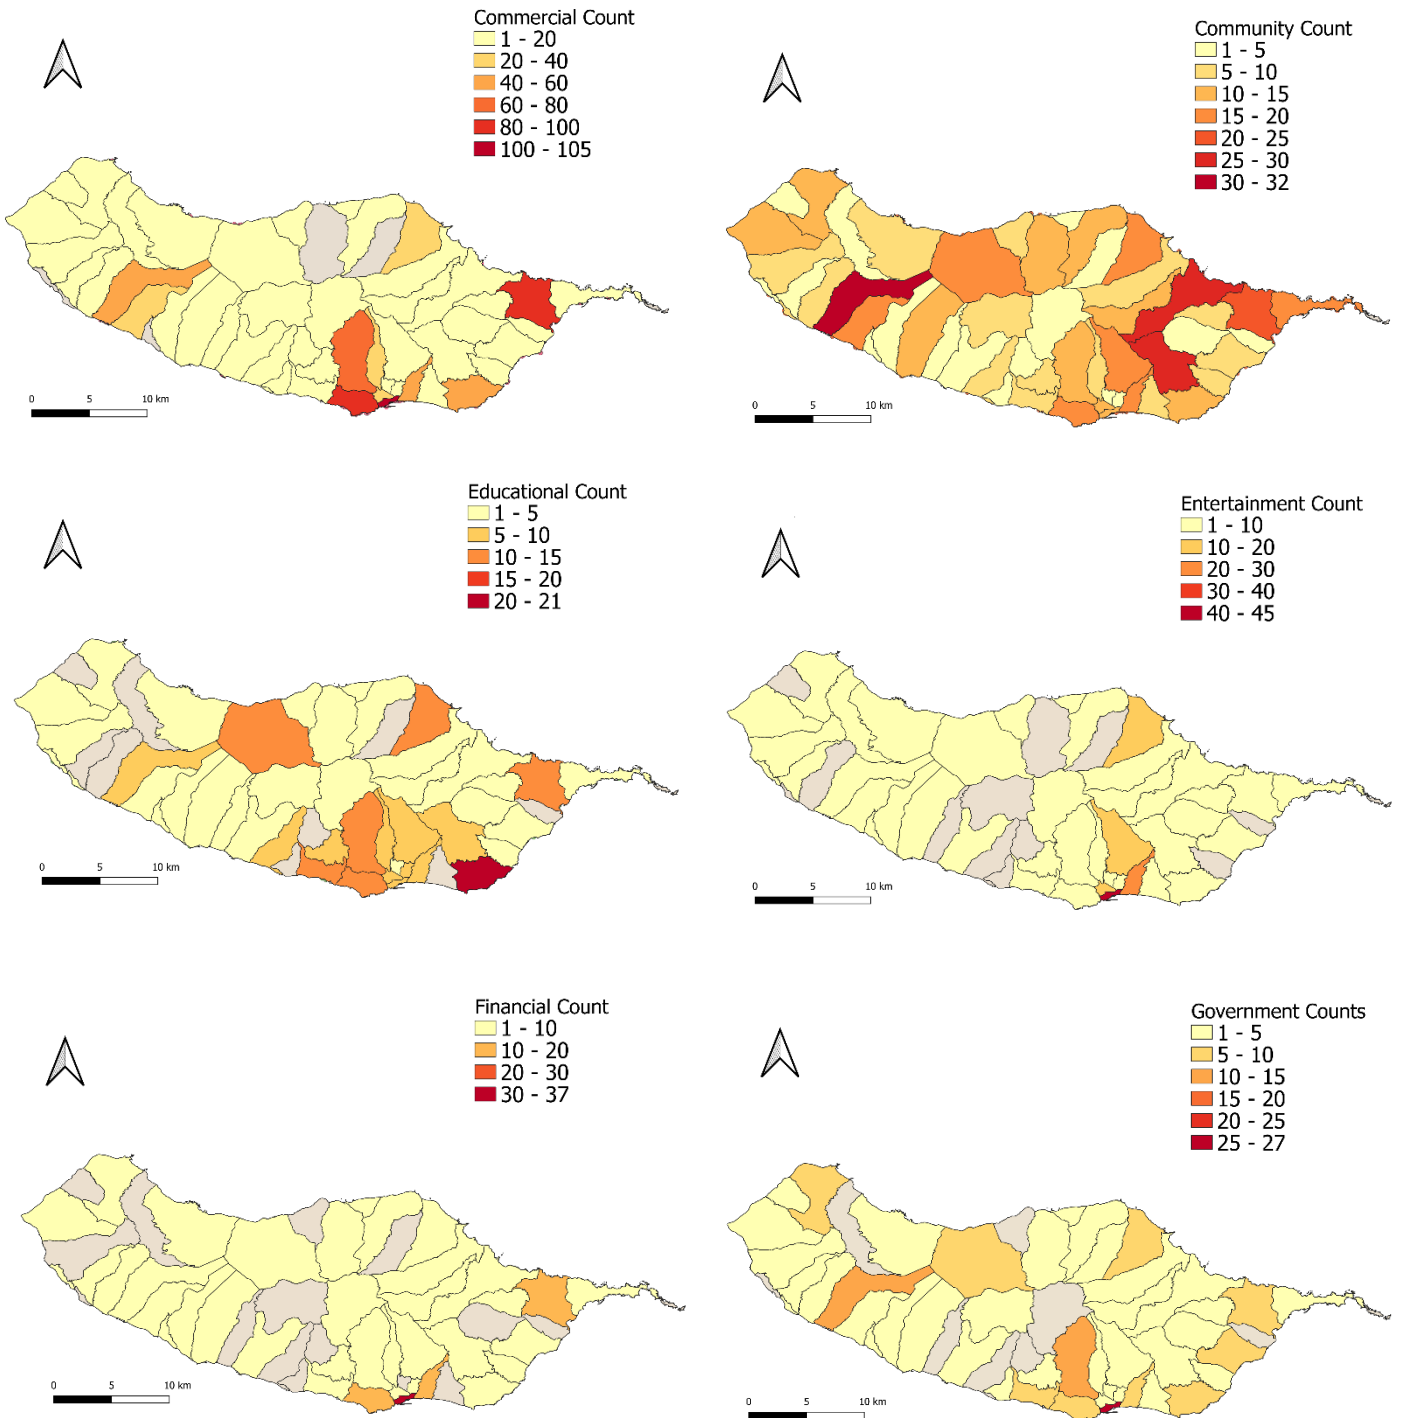 Commercial Count
1 - 20
20 - 40
40 - 60
60 - 80
80 - 100
100 - 105
0 5 10 km
Community Count
1 - 5
5 - 10
10 - 15
15 - 20
20 - 25
25 - 30
30 - 32
0 5 10 km
Educational Count
1 - 5
5 - 10
10 - 15
15 - 20
20 - 21
0 5 10 km
Entertainment Count
1 - 10
10 - 20
20 - 30
30 - 40
40 - 45
0 5 10 km
Financial Count
1 - 10
10 - 20
20 - 30
30 - 37
0 5 10 km
Government Counts
1 - 5
5 - 10
10 - 15
15 - 20
20 - 25
25 - 27
0 5 10 km